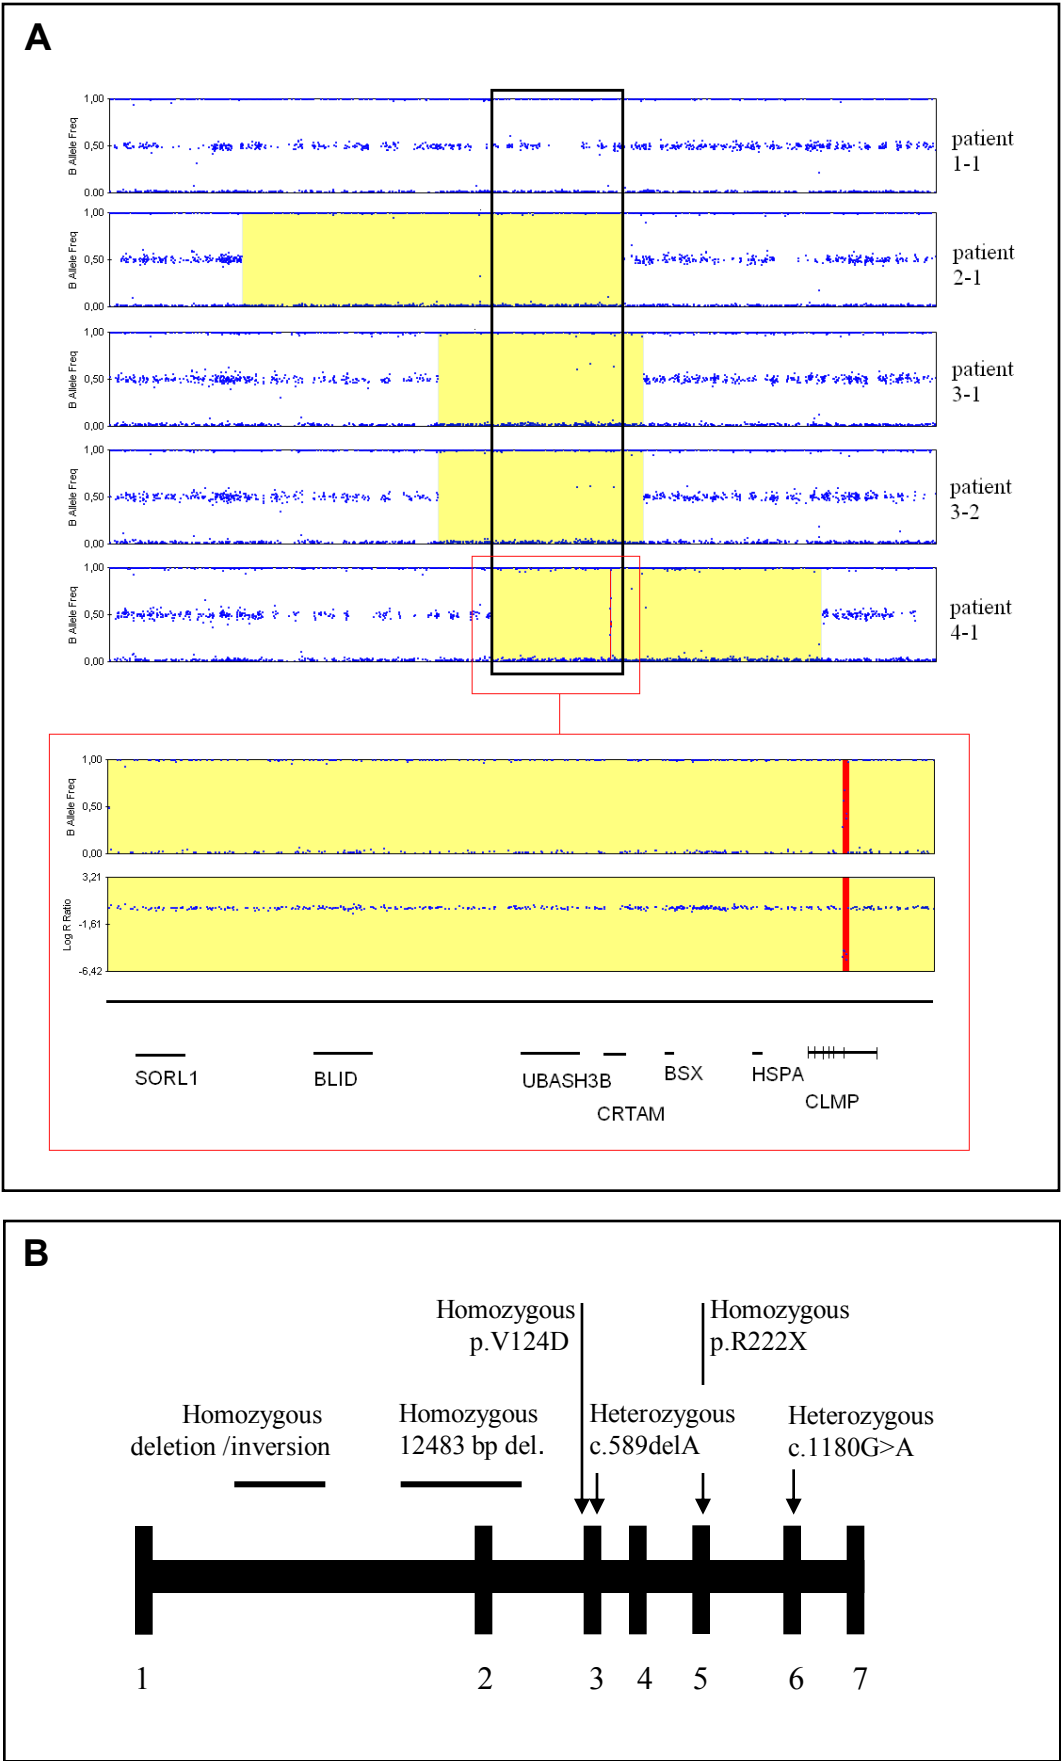 A
B Allele Freq
1,00
0,50
0.00
patient
1-1
B Allele Freq
1,00
0,50
0,00
patient
2-1
B Allele Freq
1,00
0,50
0,00
patient
3-1
B Allele Freq
1,00
0,50
0,00
patient
3-2
B Allele Freq
1,00
0,50
0,00
patient
4-1
B Allele Freq
1,00
0,50
0,00
Log R Ratio
3,21
-1,61
-6,42
SORL1
BLID
UBASH3B
CRTAM
BSX
HSPA
CLMP
B
Homozygous
p.V124D
Homozygous
p.R222X
Homozygous
deletion /inversion
Homozygous
12483 bp del.
Heterozygous
c.589delA
Heterozygous
c.1180G>A
1 2 3 4 5 6 7